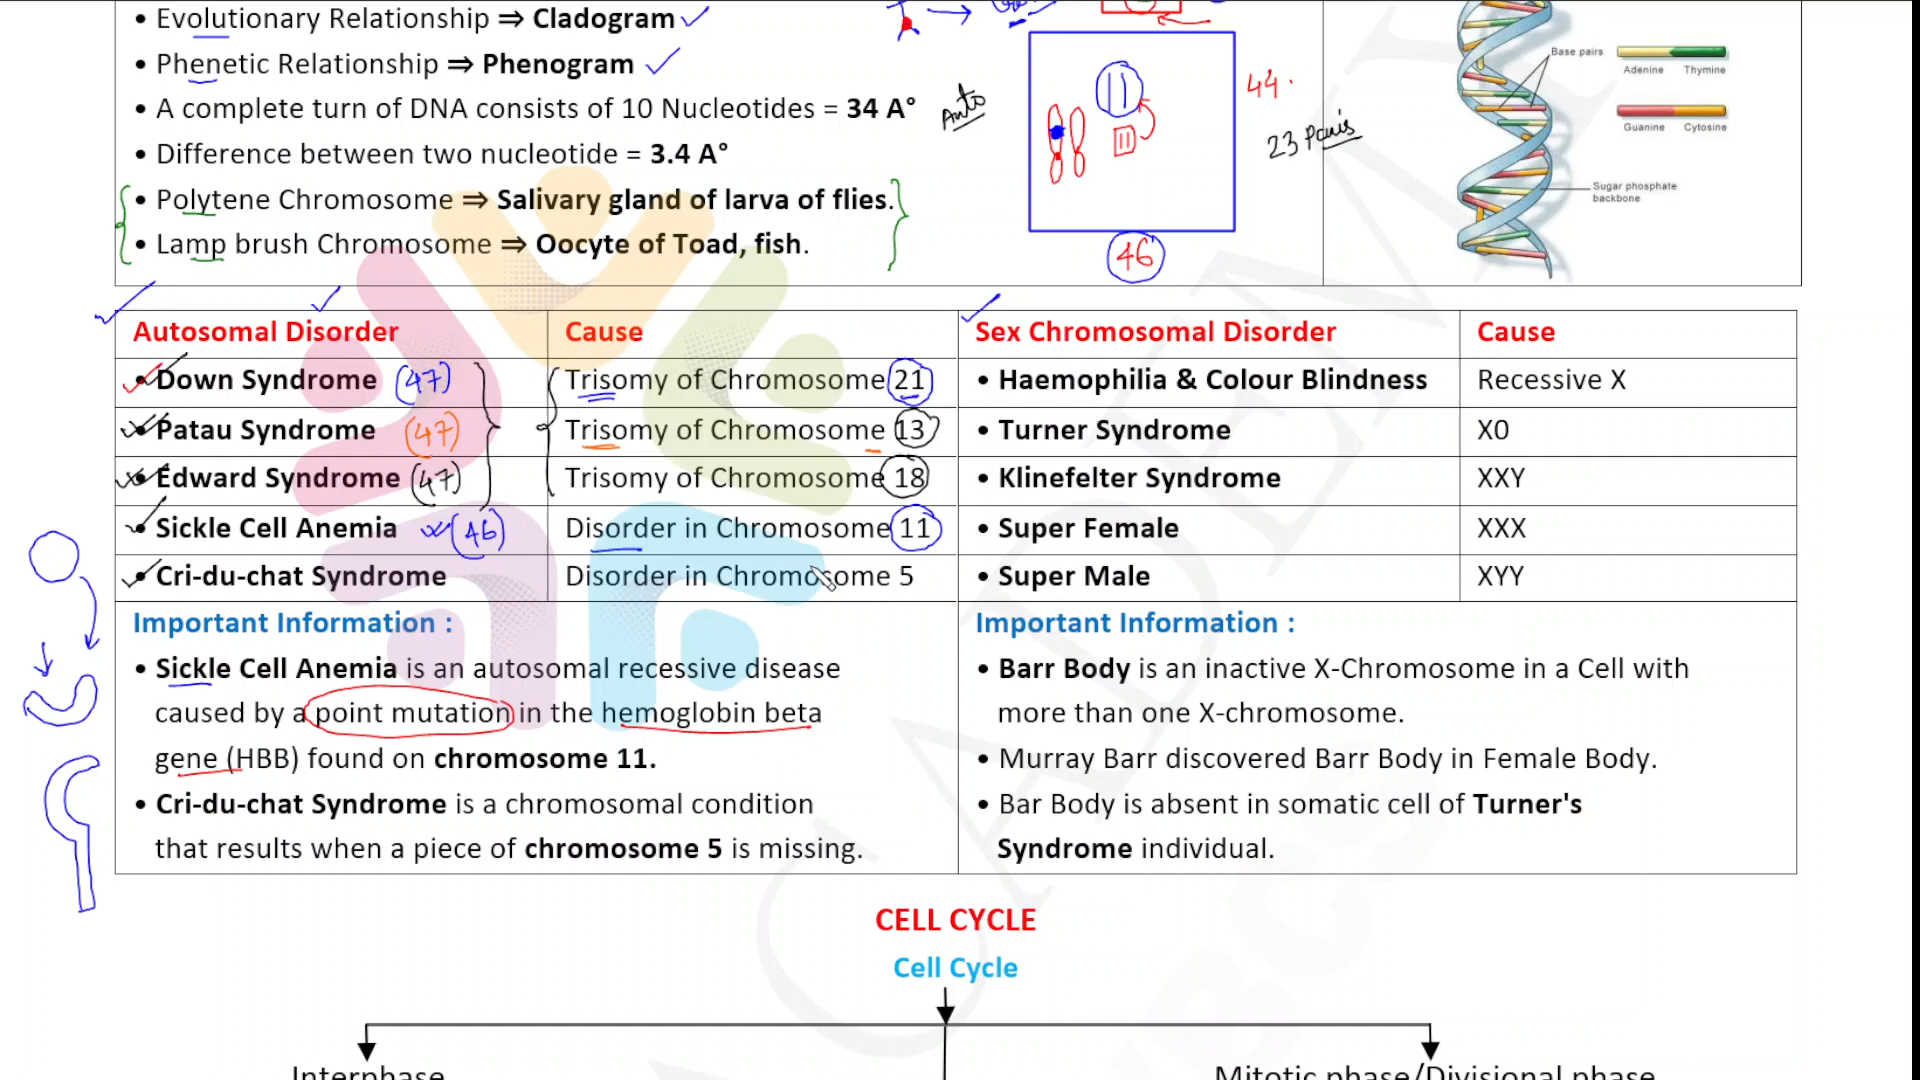 • Evolutionary Relationship ⇒ Cladogram
• Phenetic Relationship ⇒ Phenogram
• A complete turn of DNA consists of 10 Nucleotides = 34 A°
• Difference between two nucleotide = 3.4 A°
• Polytene Chromosome ⇒ Salivary gland of larva of flies.
• Lamp brush Chromosome ⇒ Oocyte of Toad, fish.
Auto
44
23 Pairs
46
Base pairs
Adenine Thymine
Guanine Cytosine
Sugar phosphate
backbone
Autosomal Disorder Cause
• Down Syndrome (47) Trisomy of Chromosome 21
• Patau Syndrome (47) Trisomy of Chromosome 13
• Edward Syndrome (47) Trisomy of Chromosome 18
• Sickle Cell Anemia (46) Disorder in Chromosome 11
• Cri-du-chat Syndrome Disorder in Chromosome 5
Important Information :
• Sickle Cell Anemia is an autosomal recessive disease
caused by a point mutation in the hemoglobin beta
gene (HBB) found on chromosome 11.
• Cri-du-chat Syndrome is a chromosomal condition
that results when a piece of chromosome 5 is missing.
Sex Chromosomal Disorder Cause
• Haemophilia & Colour Blindness Recessive X
• Turner Syndrome X0
• Klinefelter Syndrome XXY
• Super Female XXX
• Super Male XYY
Important Information :
• Barr Body is an inactive X-Chromosome in a Cell with
more than one X-chromosome.
• Murray Barr discovered Barr Body in Female Body.
• Bar Body is absent in somatic cell of Turner's
Syndrome individual.
CELL CYCLE
Cell Cycle
Interphase Mitotic phase/Divisional phase